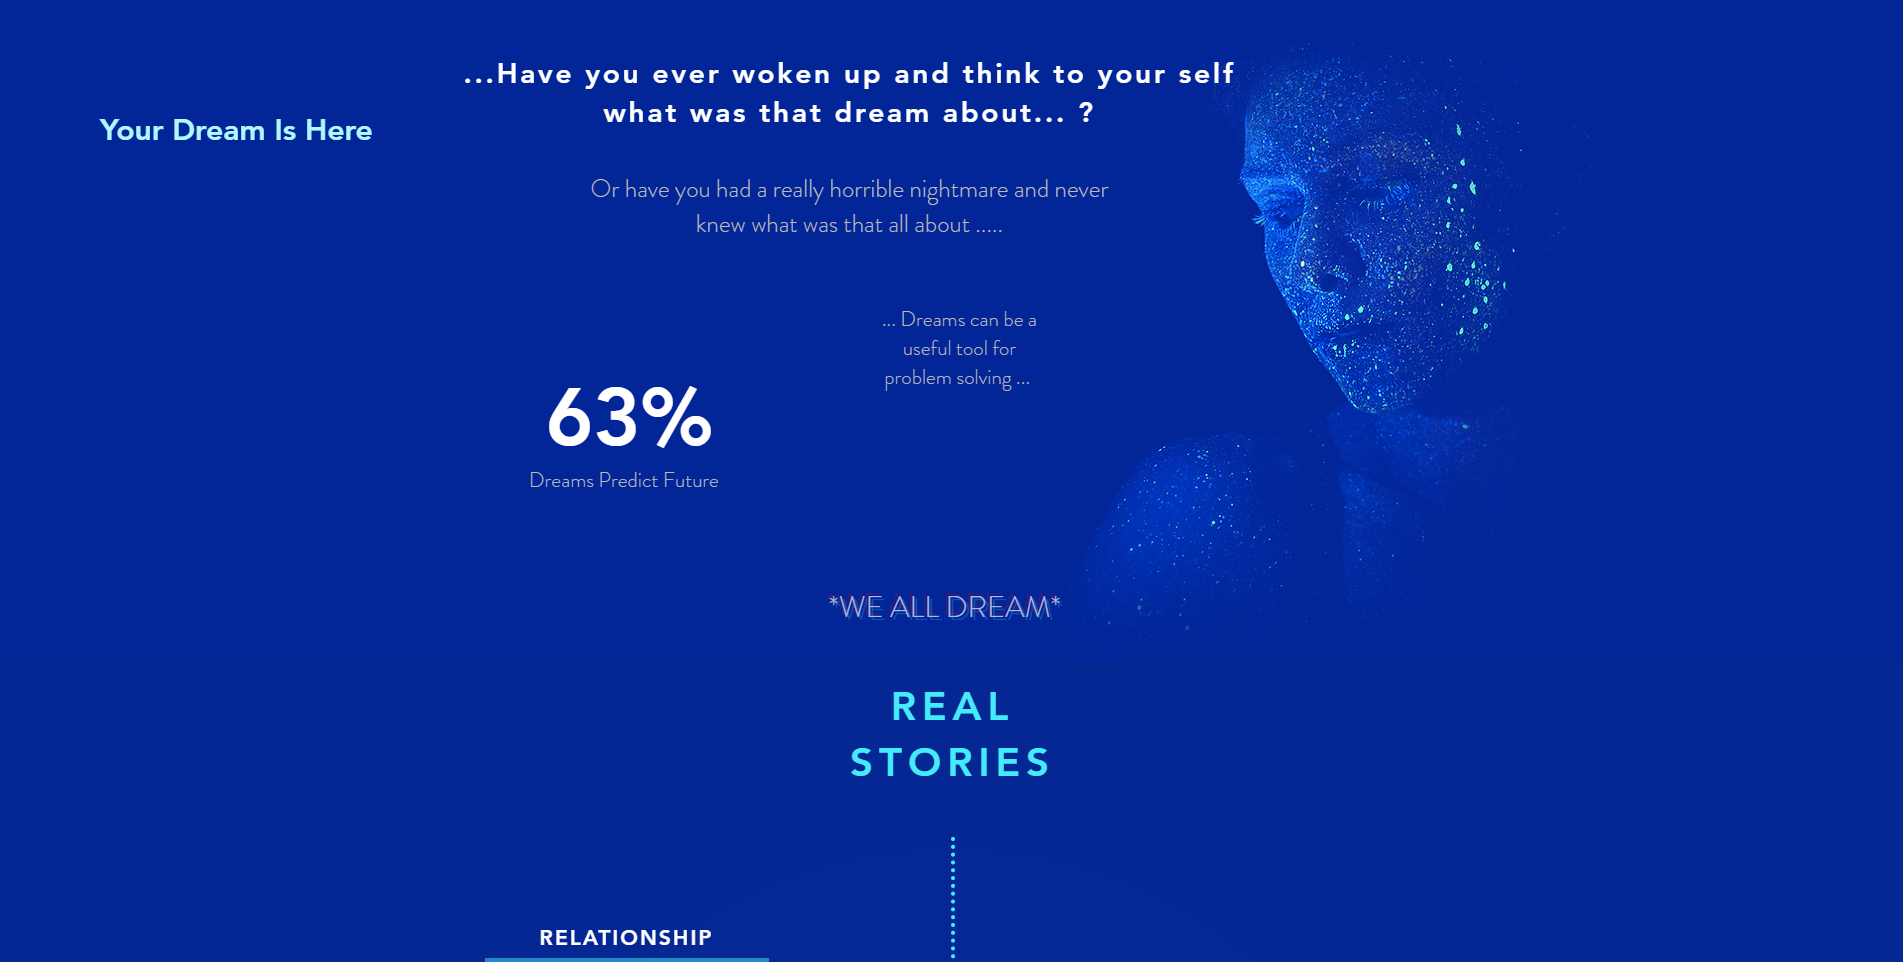 ...Have you ever woken up and think to your self
what was that dream about... ?
Your Dream Is Here
Or have you had a really horrible nightmare and never
knew what was that all about .....
... Dreams can be a
useful tool for
problem solving ...
63%
Dreams Predict Future
*WE ALL DREAM*
REAL
STORIES
RELATIONSHIP